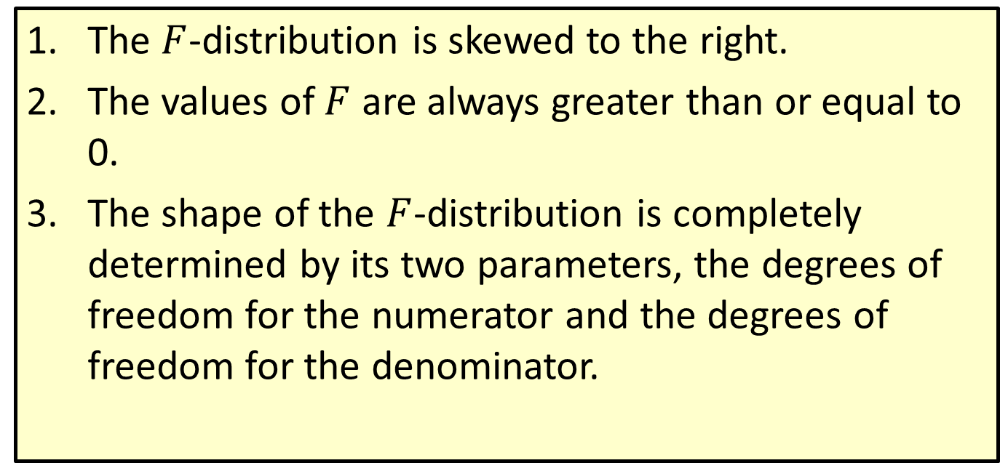 1. The F-distribution is skewed to the right.
2. The values of F are always greater than or equal to
0.
3. The shape of the F-distribution is completely
determined by its two parameters, the degrees of
freedom for the numerator and the degrees of
freedom for the denominator.